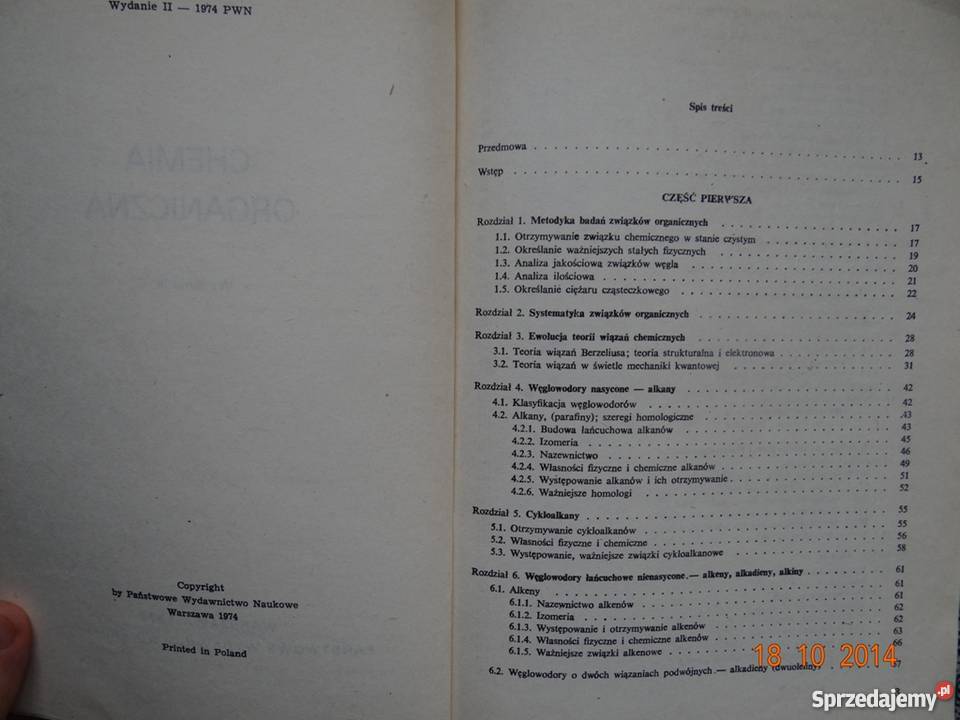 Wydanie II — 1974 PWN
CHEMIA
ORGANICZNA
Copyright
by Państwowe Wydawnictwo Naukowe
Warszawa 1974
Printed in Poland
Spis treści
Przedmowa . . . 13
Wstęp . . . 15
CZĘŚĆ PIERWSZA
Rozdział 1. Metodyka badań związków organicznych . . . 17
1.1. Otrzymywanie związku chemicznego w stanie czystym . . . 17
1.2. Określanie ważniejszych stałych fizycznych . . . 19
1.3. Analiza jakościowa związków węgla . . . 20
1.4. Analiza ilościowa . . . 21
1.5. Określanie ciężaru cząsteczkowego . . . 22
Rozdział 2. Systematyka związków organicznych . . . 24
Rozdział 3. Ewolucja teorii wiązań chemicznych . . . 28
3.1. Teoria wiązań Berzeliusa; teoria strukturalna i elektronowa . . . 28
3.2. Teoria wiązań w świetle mechaniki kwantowej . . . 31
Rozdział 4. Węglowodory nasycone — alkany . . . 42
4.1. Klasyfikacja węglowodorów . . . 42
4.2. Alkany, (parafiny); szeregi homologiczne . . . 43
4.2.1. Budowa łańcuchowa alkanów . . . 43
4.2.2. Izomeria . . . 45
4.2.3. Nazewnictwo . . . 46
4.2.4. Własności fizyczne i chemiczne alkanów . . . 49
4.2.5. Występowanie alkanów i ich otrzymywanie . . . 51
4.2.6. Ważniejsze homologi . . . 52
Rozdział 5. Cykloalkany . . . 55
5.1. Otrzymywanie cykloalkanów . . . 55
5.2. Własności fizyczne i chemiczne . . . 56
5.3. Występowanie, ważniejsze związki cykloalkanowe . . . 58
Rozdział 6. Węglowodory łańcuchowe nienasycone — alkeny, alkadieny, alkiny . . . 61
6.1. Alkeny . . . 61
6.1.1. Nazewnictwo alkenów . . . 61
6.1.2. Izomeria . . . 62
6.1.3. Występowanie i otrzymywanie alkenów . . . 62
6.1.4. Własności fizyczne i chemiczne alkenów . . . 63
6.1.5. Ważniejsze związki alkenowe . . . 66
6.2. Węglowodory o dwóch wiązaniach podwójnych — alkadieny (dwuolefiny)
18 10 2014
Sprzedajemy.pl